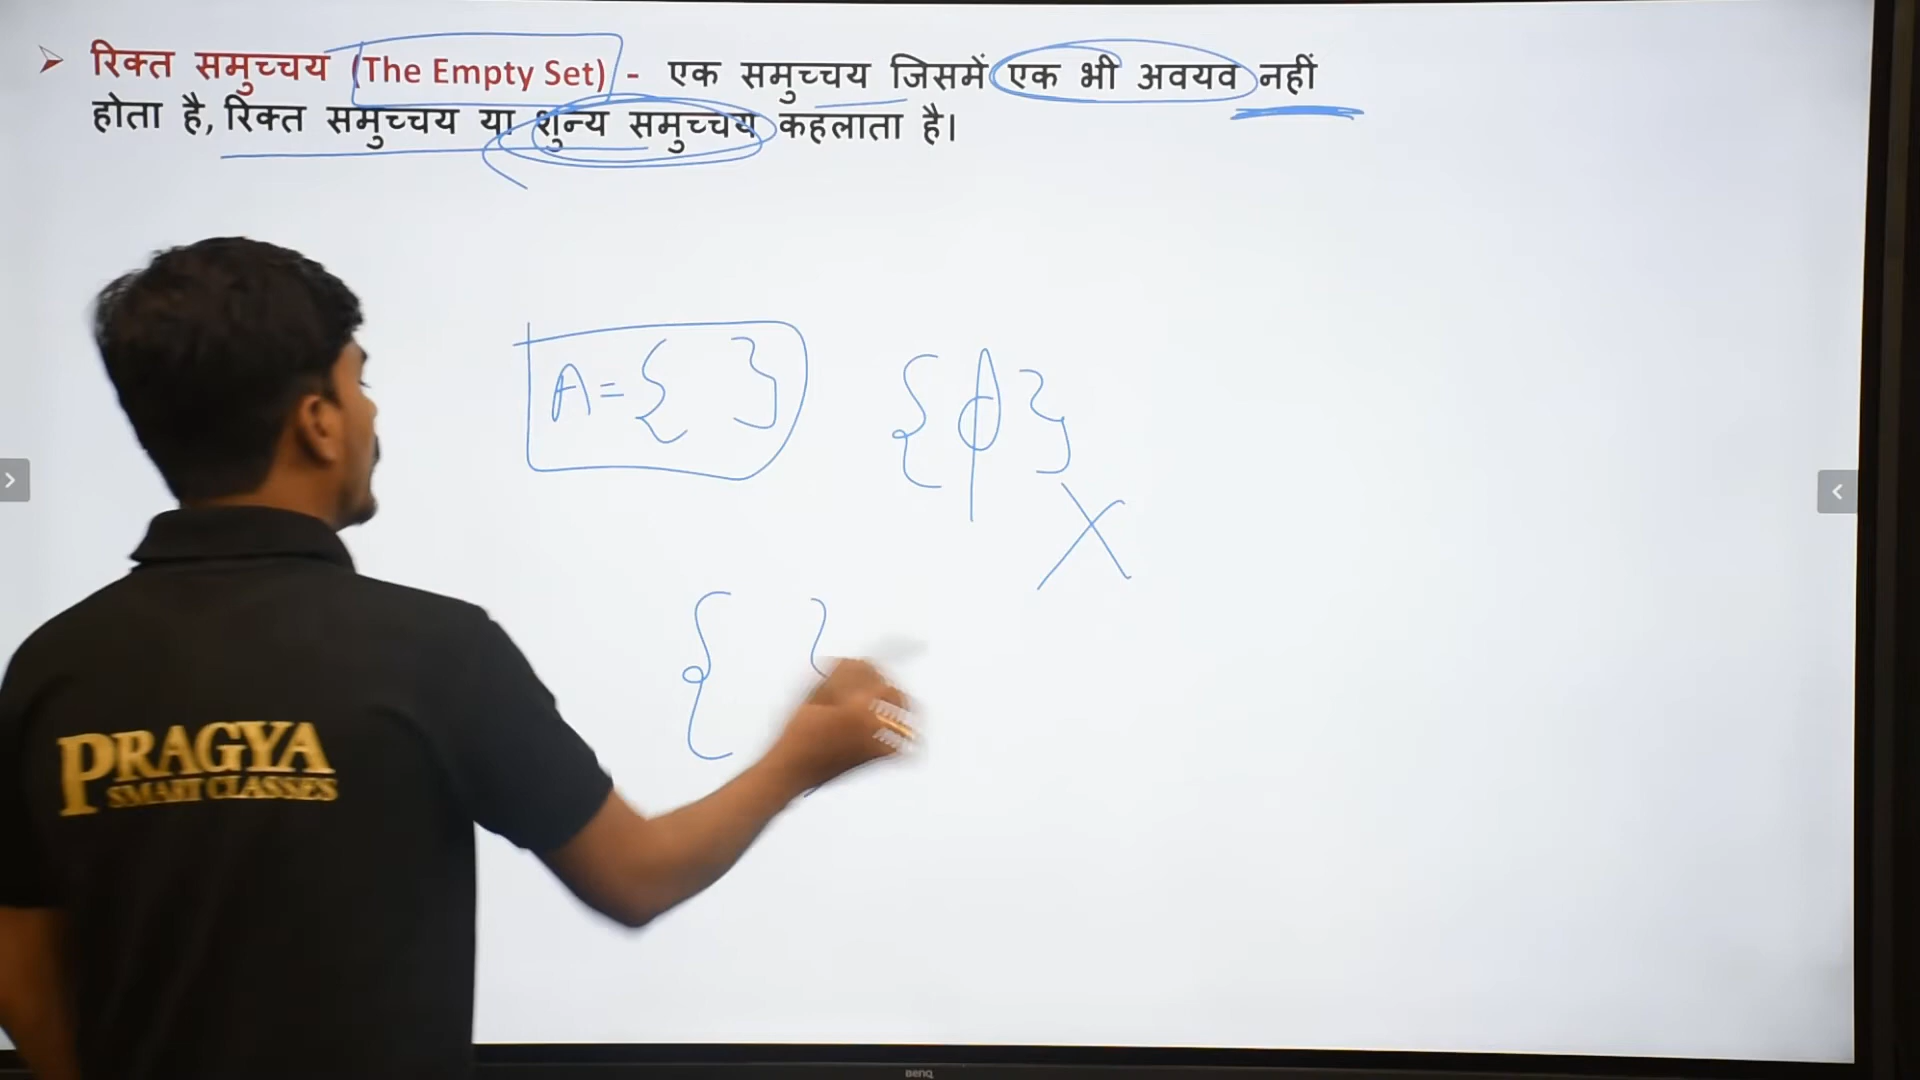 ➤ रिक्त समुच्चय (The Empty Set) - एक समुच्चय जिसमें एक भी अवयव नहीं
होता है, रिक्त समुच्चय या शुन्य समुच्चय कहलाता है।
A = { }
{ϕ}
X
{ }
PRAGYA
SMART CLASSES
BenQ